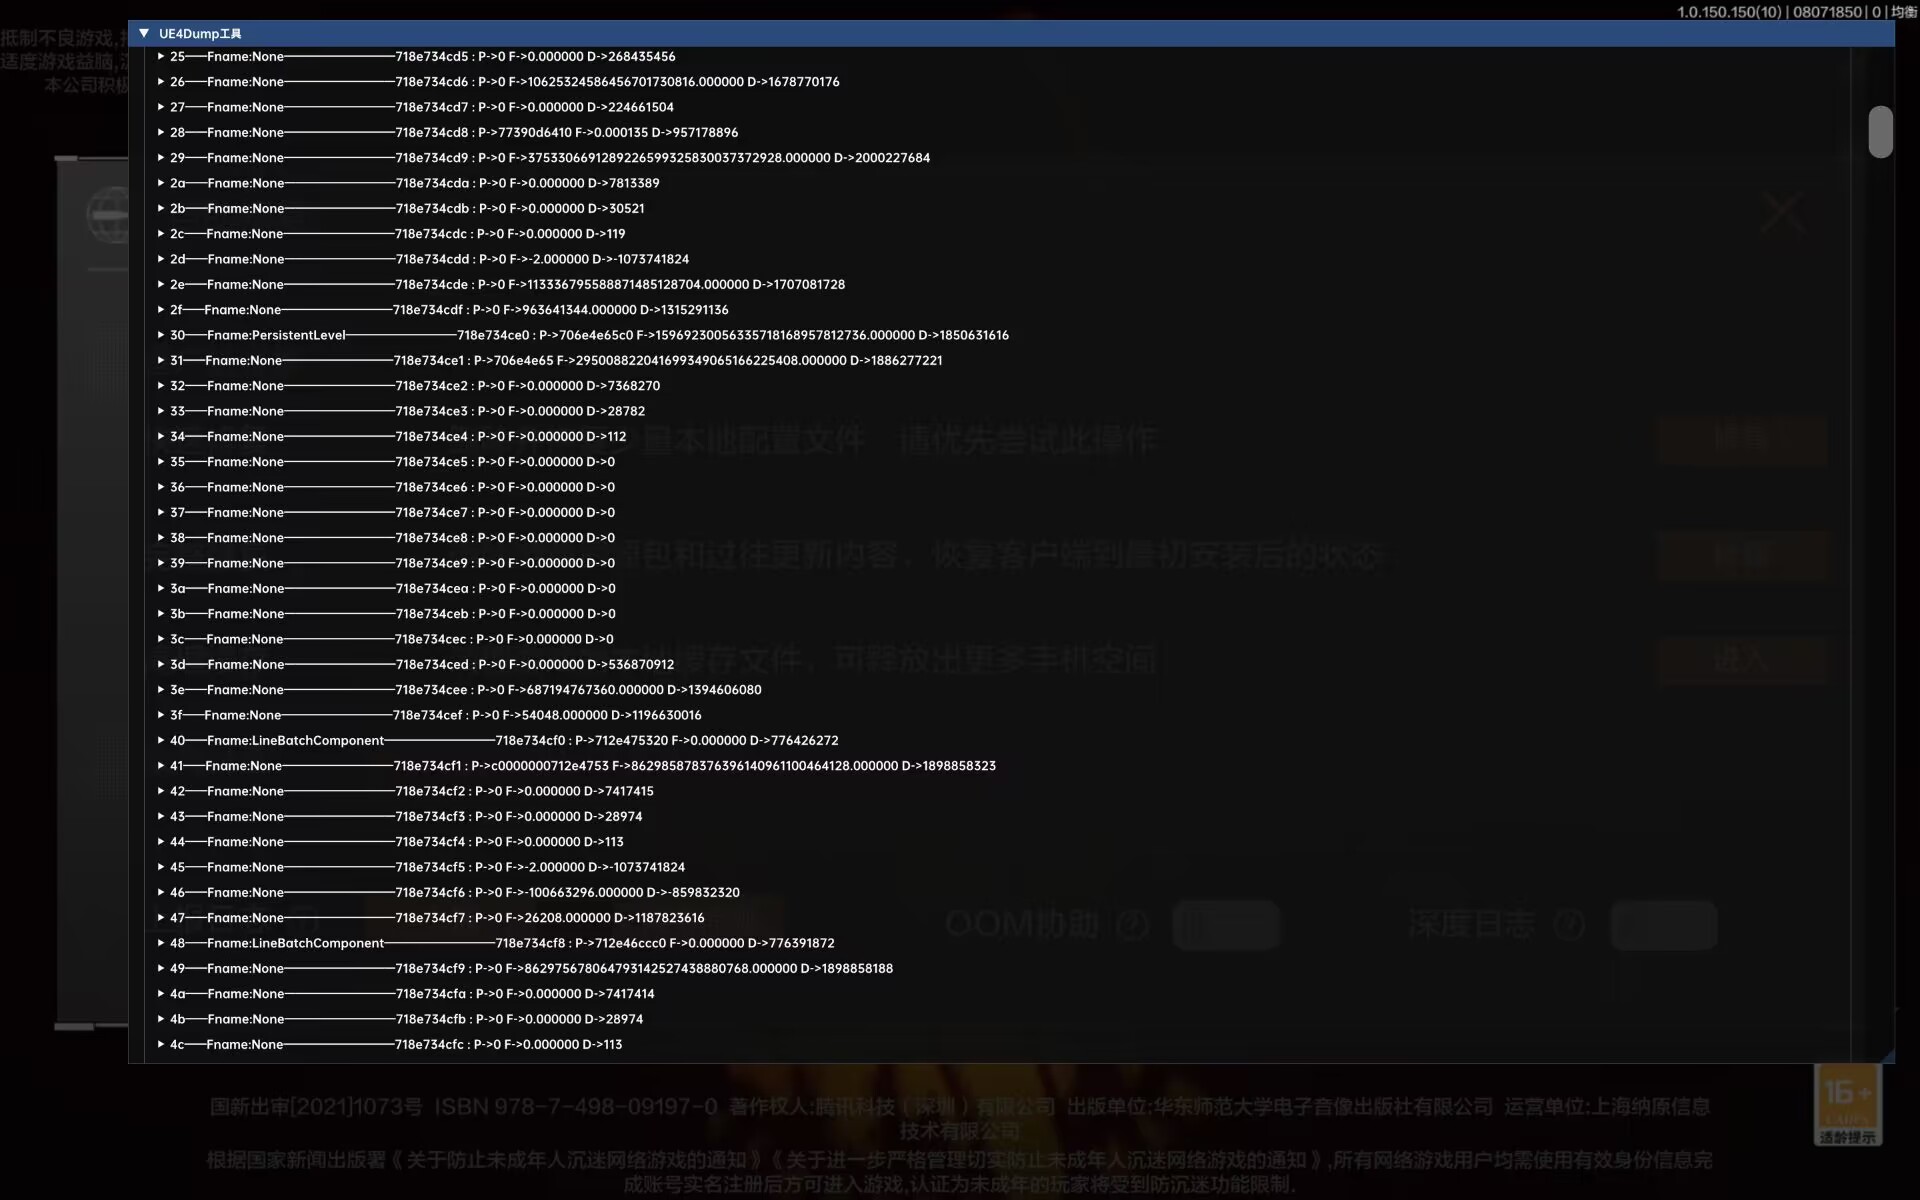 1.0.150.150(10) | 08071850 | 0 | 均衡
抵制不良游戏,
适度游戏益脑,
本公司积极
▼ UE4Dump工具
25——Fname:None——————————718e734cd5 : P->0 F->0.000000 D->268435456
26——Fname:None——————————718e734cd6 : P->0 F->10625324586456701730816.000000 D->1678770176
27——Fname:None——————————718e734cd7 : P->0 F->0.000000 D->224661504
28——Fname:None——————————718e734cd8 : P->77390d6410 F->0.000135 D->957178896
29——Fname:None——————————718e734cd9 : P->0 F->3753306691289226599325830037372928.000000 D->2000227684
2a——Fname:None——————————718e734cda : P->0 F->0.000000 D->7813389
2b——Fname:None——————————718e734cdb : P->0 F->0.000000 D->30521
2c——Fname:None——————————718e734cdc : P->0 F->0.000000 D->119
2d——Fname:None——————————718e734cdd : P->0 F->-2.000000 D->-1073741824
2e——Fname:None——————————718e734cde : P->0 F->113336795588871485128704.000000 D->1707081728
2f——Fname:None——————————718e734cdf : P->0 F->963641344.000000 D->1315291136
30——Fname:PersistentLevel——————————718e734ce0 : P->706e4e65c0 F->15969230056335718168957812736.000000 D->1850631616
31——Fname:None——————————718e734ce1 : P->706e4e65 F->295008822041699349065166225408.000000 D->1886277221
32——Fname:None——————————718e734ce2 : P->0 F->0.000000 D->7368270
33——Fname:None——————————718e734ce3 : P->0 F->0.000000 D->28782
34——Fname:None——————————718e734ce4 : P->0 F->0.000000 D->112
35——Fname:None——————————718e734ce5 : P->0 F->0.000000 D->0
36——Fname:None——————————718e734ce6 : P->0 F->0.000000 D->0
37——Fname:None——————————718e734ce7 : P->0 F->0.000000 D->0
38——Fname:None——————————718e734ce8 : P->0 F->0.000000 D->0
39——Fname:None——————————718e734ce9 : P->0 F->0.000000 D->0
3a——Fname:None——————————718e734cea : P->0 F->0.000000 D->0
3b——Fname:None——————————718e734ceb : P->0 F->0.000000 D->0
3c——Fname:None——————————718e734cec : P->0 F->0.000000 D->0
3d——Fname:None——————————718e734ced : P->0 F->0.000000 D->536870912
3e——Fname:None——————————718e734cee : P->0 F->687194767360.000000 D->1394606080
3f——Fname:None——————————718e734cef : P->0 F->54048.000000 D->1196630016
40——Fname:LineBatchComponent——————————718e734cf0 : P->712e475320 F->0.000000 D->776426272
41——Fname:None——————————718e734cf1 : P->c0000000712e4753 F->862985878376396140961100464128.000000 D->1898858323
42——Fname:None——————————718e734cf2 : P->0 F->0.000000 D->7417415
43——Fname:None——————————718e734cf3 : P->0 F->0.000000 D->28974
44——Fname:None——————————718e734cf4 : P->0 F->0.000000 D->113
45——Fname:None——————————718e734cf5 : P->0 F->-2.000000 D->-1073741824
46——Fname:None——————————718e734cf6 : P->0 F->-100663296.000000 D->-859832320
47——Fname:None——————————718e734cf7 : P->0 F->26208.000000 D->1187823616
48——Fname:LineBatchComponent——————————718e734cf8 : P->712e46ccc0 F->0.000000 D->776391872
49——Fname:None——————————718e734cf9 : P->0 F->862975678064793142527438880768.000000 D->1898858188
4a——Fname:None——————————718e734cfa : P->0 F->0.000000 D->7417414
4b——Fname:None——————————718e734cfb : P->0 F->0.000000 D->28974
4c——Fname:None——————————718e734cfc : P->0 F->0.000000 D->113
量本地配置文件 请优先尝试此操作
包和过往更新内容，恢复客户端到最初安装后的状态
存文件，可释放出更多手机空间
进入
OOM协助
深度日志
16+
适龄提示
国新出审[2021]1073号 ISBN 978-7-498-09197-0 著作权人:腾讯科技（深圳）有限公司 出版单位:华东师范大学电子音像出版社有限公司 运营单位:上海纳原信息
技术有限公司
根据国家新闻出版署《关于防止未成年人沉迷网络游戏的通知》《关于进一步严格管理切实防止未成年人沉迷网络游戏的通知》,所有网络游戏用户均需使用有效身份信息完
成账号实名注册后方可进入游戏,认证为未成年的玩家将受到防沉迷功能限制.